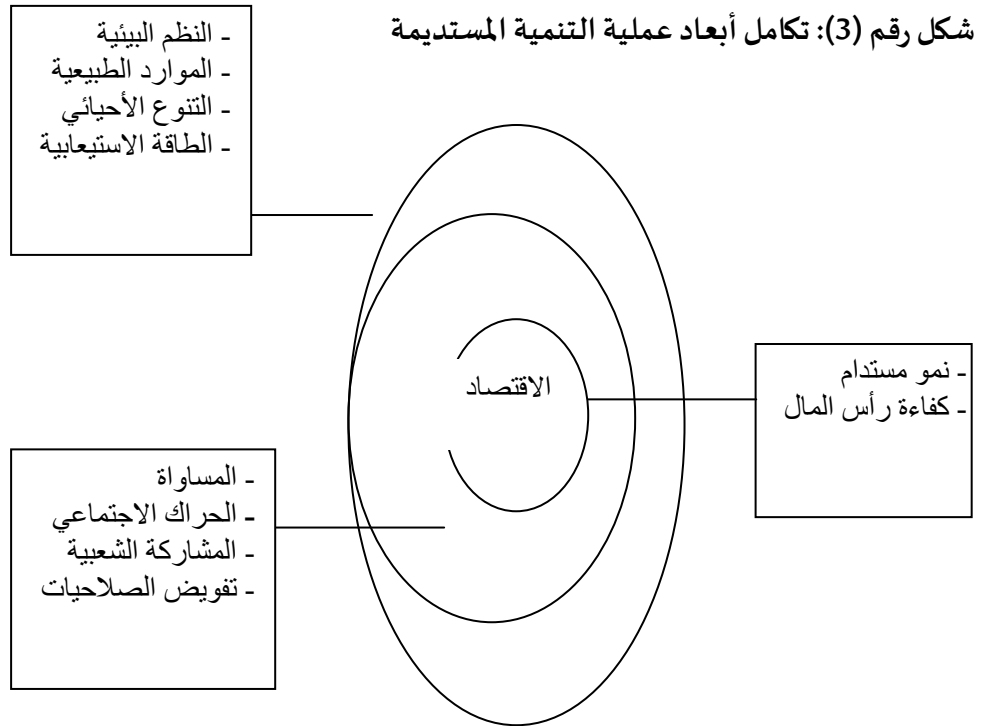 شكل رقم (3): تكامل أبعاد عملية التنمية المستديمة
- النظم البيئية
- الموارد الطبيعية
- التنوع الأحيائي
- الطاقة الاستيعابية
الاقتصاد
- نمو مستدام
- كفاءة رأس المال
- المساواة
- الحراك الاجتماعي
- المشاركة الشعبية
- تفويض الصلاحيات